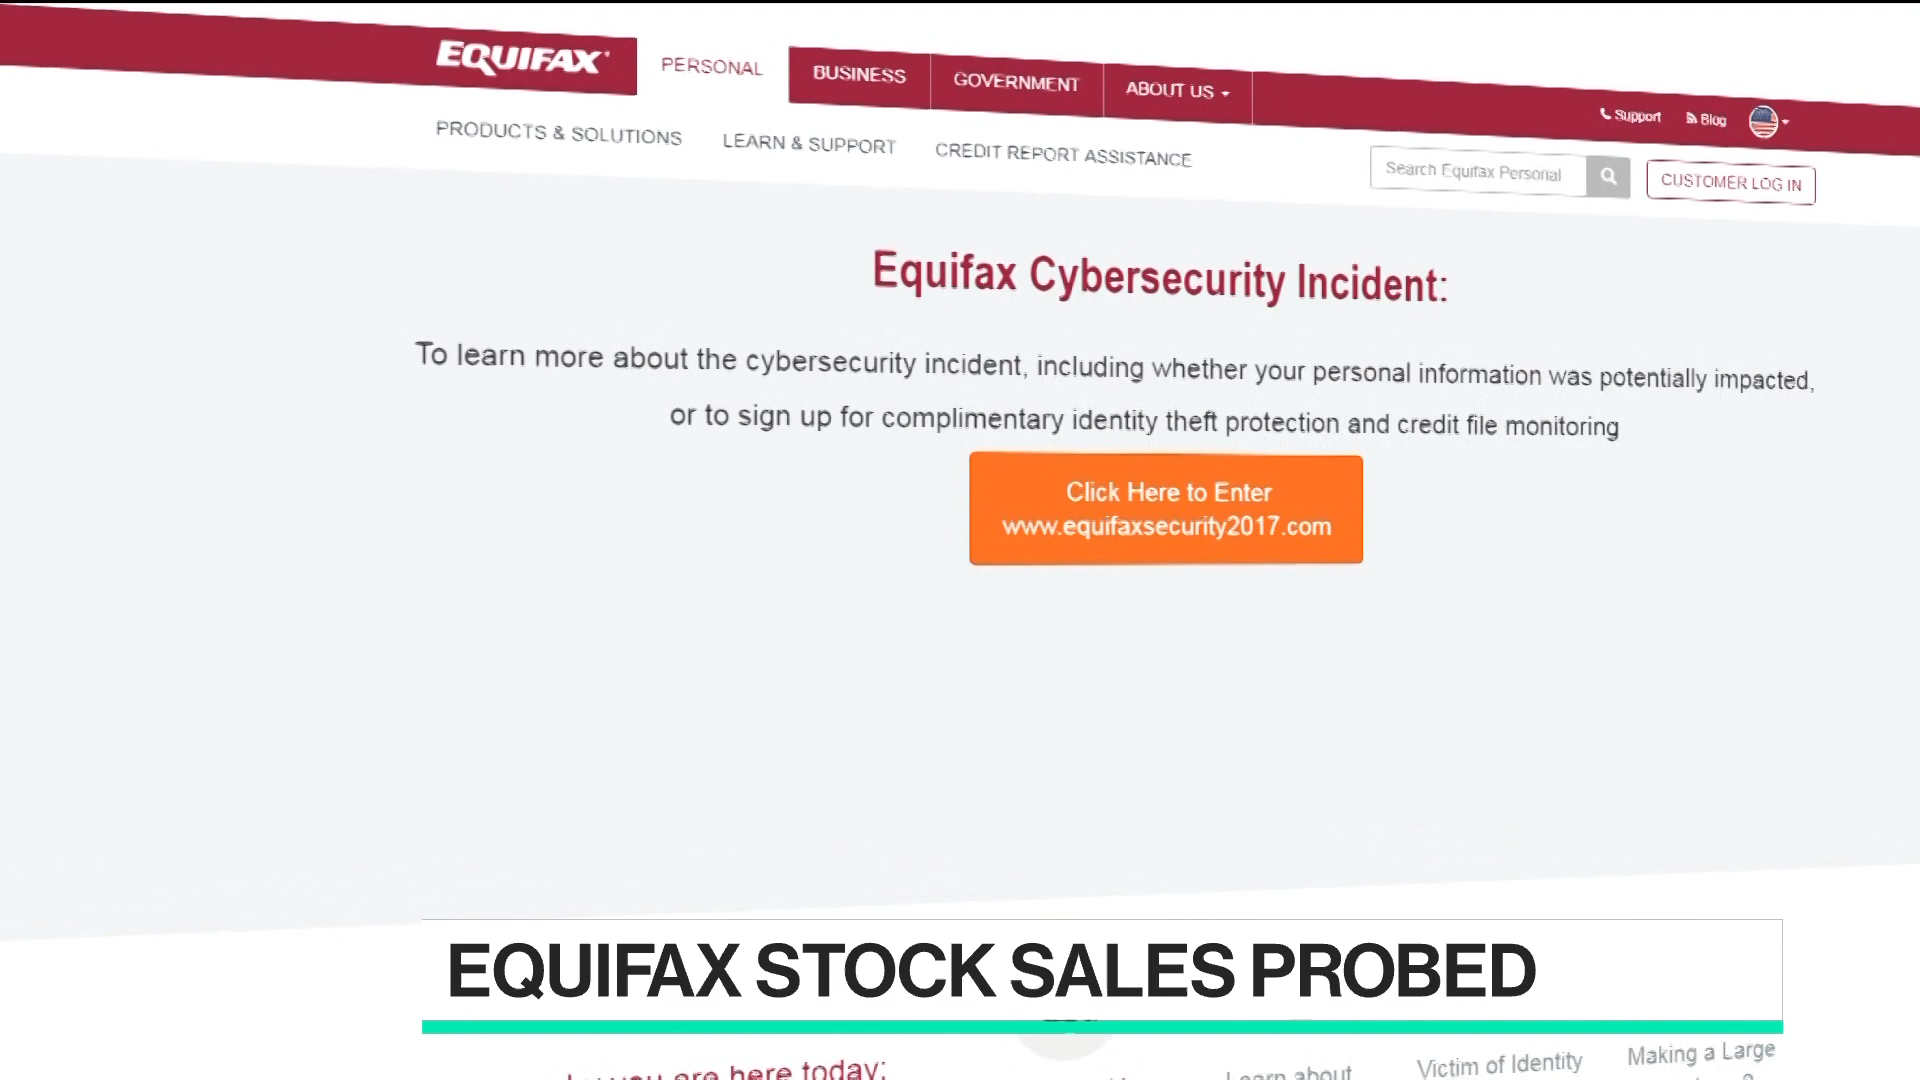 EQUIFAX
PERSONAL
BUSINESS
GOVERNMENT
ABOUT US
Support
Blog
PRODUCTS & SOLUTIONS
LEARN & SUPPORT
CREDIT REPORT ASSISTANCE
Search Equifax Personal
CUSTOMER LOG IN
Equifax Cybersecurity Incident:
To learn more about the cybersecurity incident, including whether your personal information was potentially impacted,
or to sign up for complimentary identity theft protection and credit file monitoring
Click Here to Enter
www.equifaxsecurity2017.com
EQUIFAX STOCK SALES PROBED
you are here today:
Learn about
Victim of Identity
Making a Large